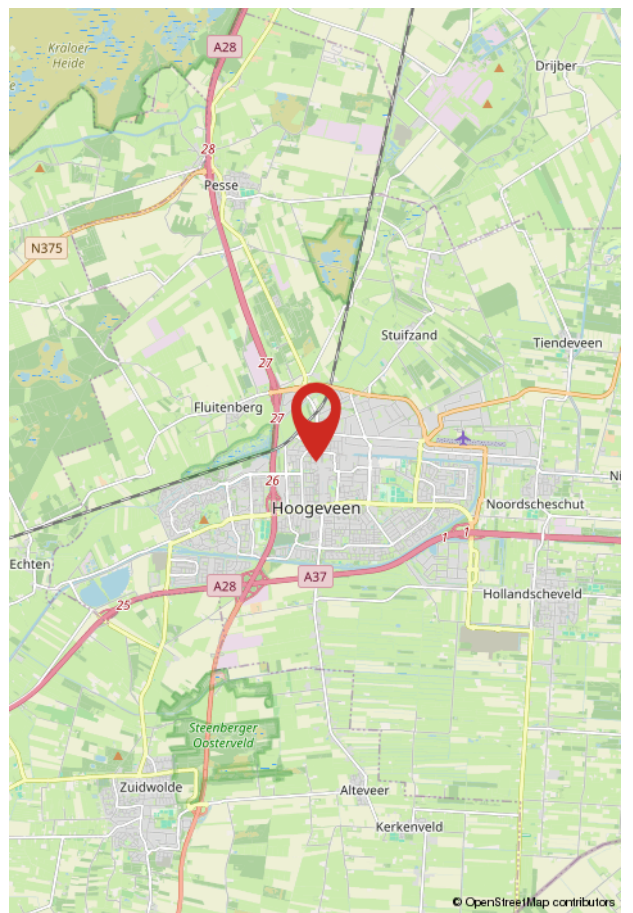 Kraloer
Heide
A28
Drijber
28
Pesse
N375
Stuifzand
Tiendeveen
27
Fluitenberg
27
26
Hoogeveen
Noordscheschut
1
1
Echten
A28
A37
25
Hollandscheveld
Steenberger
Oosterveld
Zuidwolde
Alteveer
Kerkenveld
© OpenStreetMap contributors